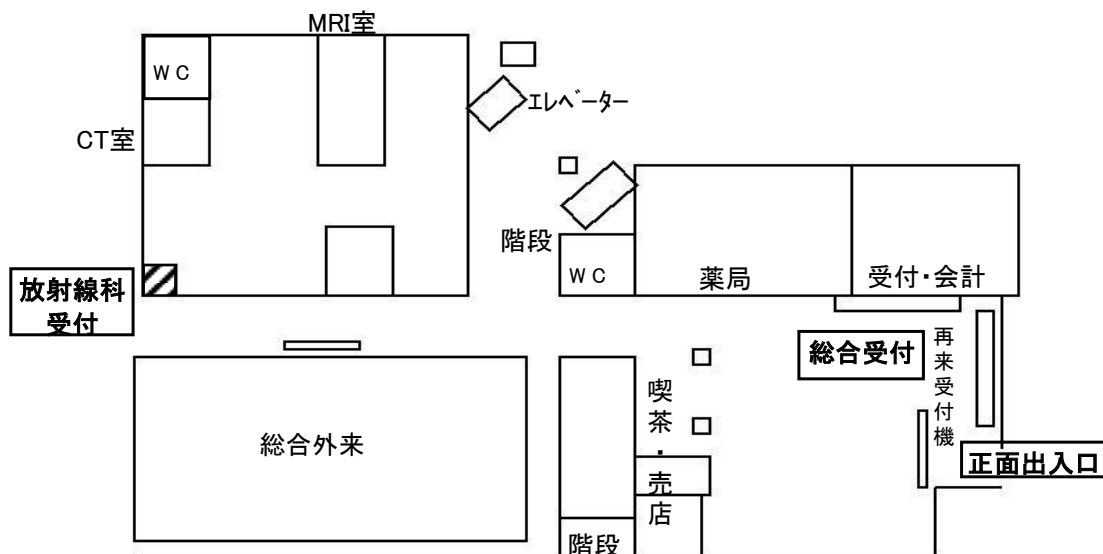 MRI室
WC
エレベーター
CT室
階段
WC
薬局
受付・会計
放射線科
受付
総合受付
再来受付機
喫茶・売店
総合外来
正面出入口
階段